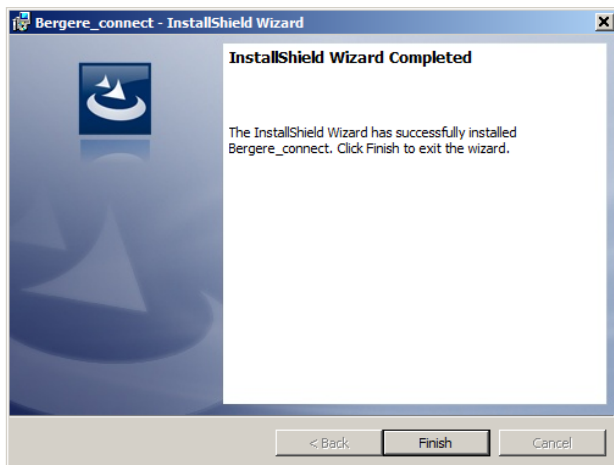 Bergere_connect - InstallShield Wizard
InstallShield Wizard Completed
The InstallShield Wizard has successfully installed
Bergere_connect. Click Finish to exit the wizard.
< Back Finish Cancel